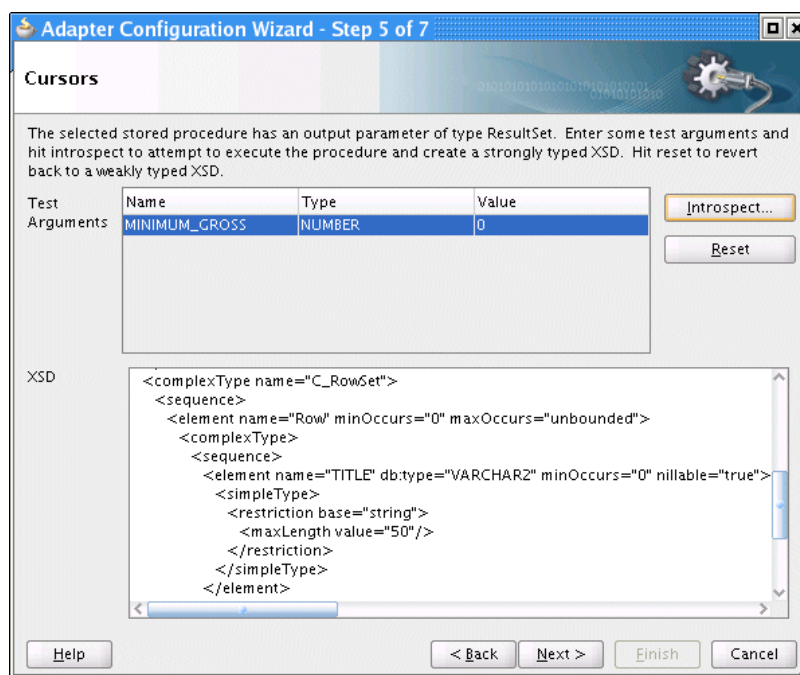 Adapter Configuration Wizard - Step 5 of 7
Cursors
The selected stored procedure has an output parameter of type ResultSet. Enter some test arguments and
hit introspect to attempt to execute the procedure and create a strongly typed XSD. Hit reset to revert
back to a weakly typed XSD.
Test
Arguments
Name Type Value
MINIMUM_GROSS NUMBER 0
Introspect...
Reset
XSD
<complexType name="C_RowSet">
<sequence>
<element name="Row" minOccurs="0" maxOccurs="unbounded">
<complexType>
<sequence>
<element name="TITLE" db:type="VARCHAR2" minOccurs="0" nillable="true">
<simpleType>
<restriction base="string">
<maxLength value="50"/>
</restriction>
</simpleType>
</element>
Help
< Back
Next >
Finish
Cancel